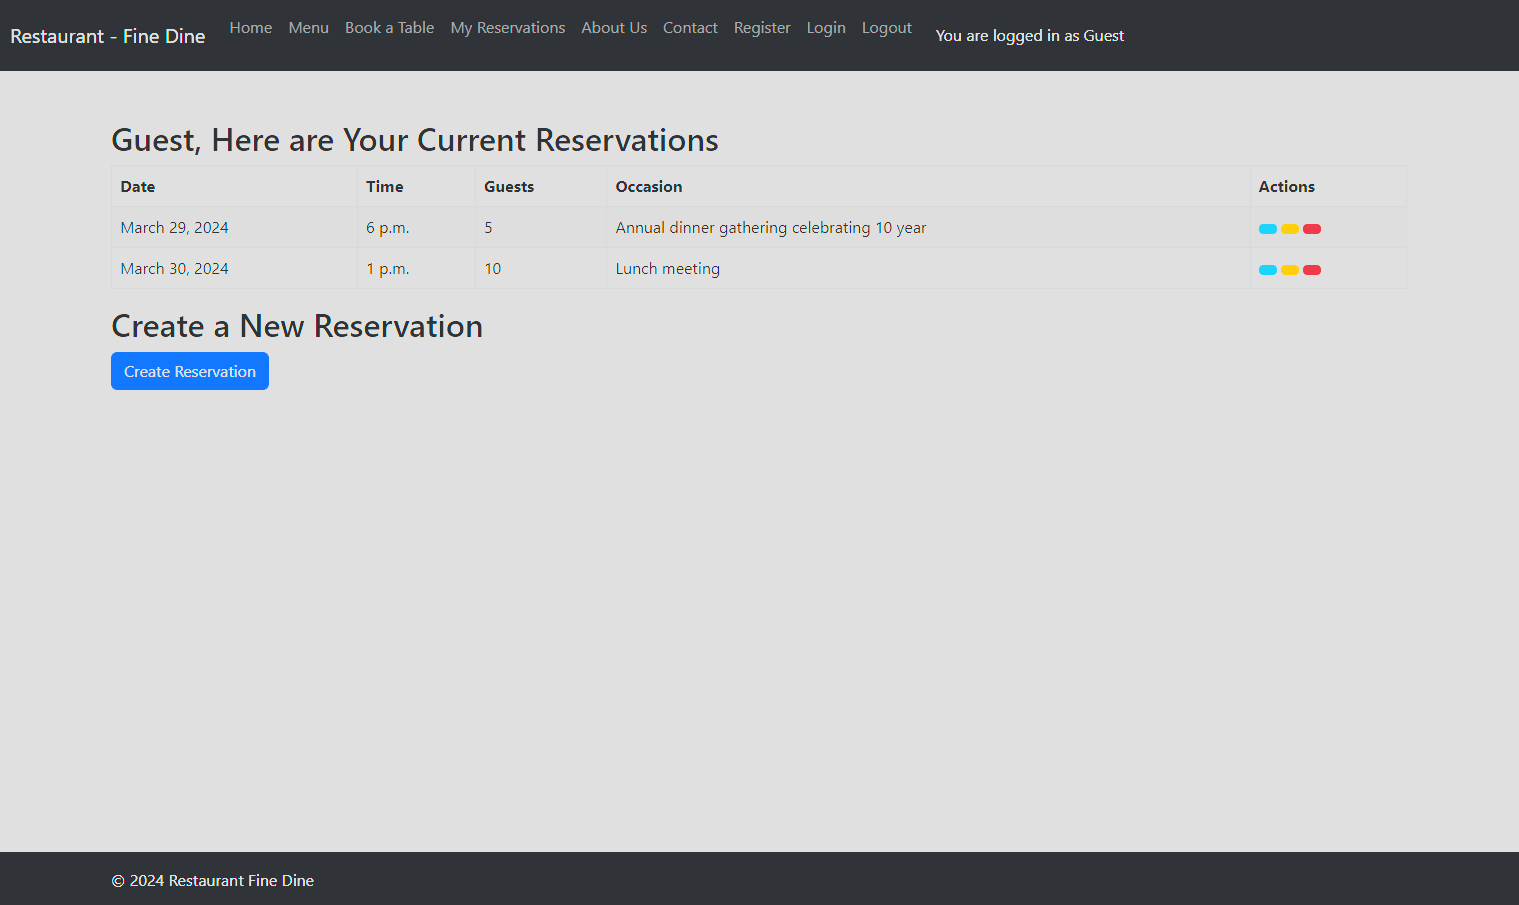 Restaurant - Fine Dine Home Menu Book a Table My Reservations About Us Contact Register Login Logout You are logged in as Guest
Guest, Here are Your Current Reservations
Date Time Guests Occasion Actions
March 29, 2024 6 p.m. 5 Annual dinner gathering celebrating 10 year
March 30, 2024 1 p.m. 10 Lunch meeting
Create a New Reservation
Create Reservation
© 2024 Restaurant Fine Dine